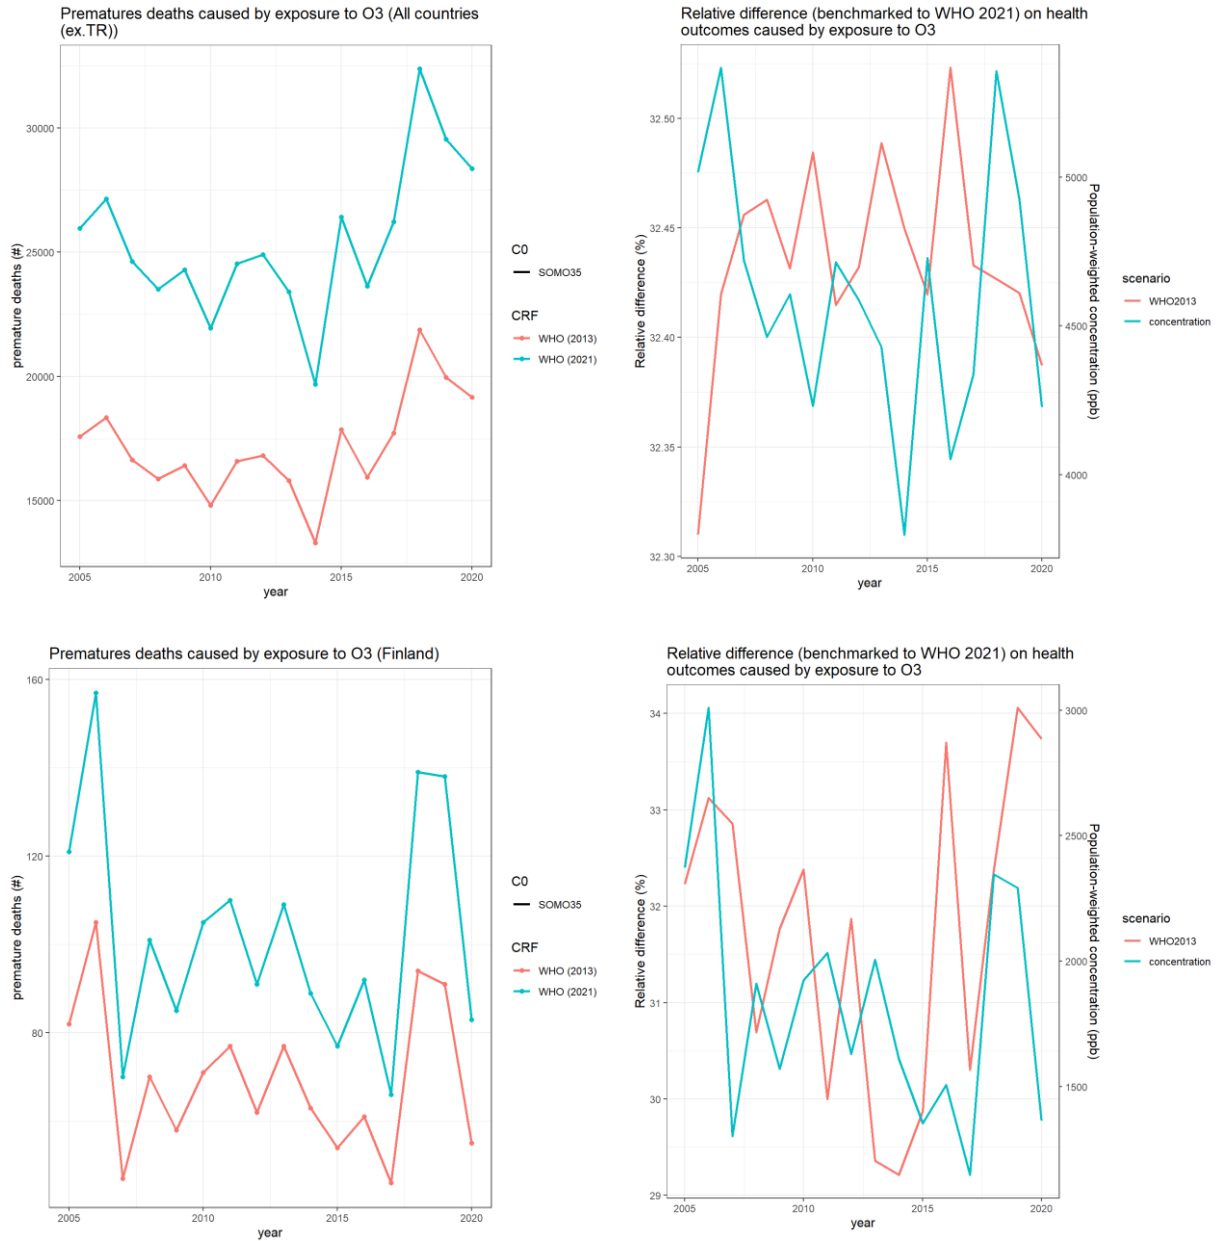 Prematures deaths caused by exposure to O3 (All countries
(ex.TR))
premature deaths (#)
30000
25000
20000
15000
2005
2010
2015
2020
year
C0
SOMO35
CRF
WHO (2013)
WHO (2021)
Relative difference (benchmarked to WHO 2021) on health
outcomes caused by exposure to O3
Relative difference (%)
32.50
32.45
32.40
32.35
32.30
2005
2010
2015
2020
year
5000
4500
4000
Population-weighted concentration (ppb)
scenario
WHO2013
concentration
Prematures deaths caused by exposure to O3 (Finland)
premature deaths (#)
160
120
80
2005
2010
2015
2020
year
C0
SOMO35
CRF
WHO (2013)
WHO (2021)
Relative difference (benchmarked to WHO 2021) on health
outcomes caused by exposure to O3
Relative difference (%)
34
33
32
31
30
29
2005
2010
2015
2020
year
3000
2500
2000
1500
Population-weighted concentration (ppb)
scenario
WHO2013
concentration